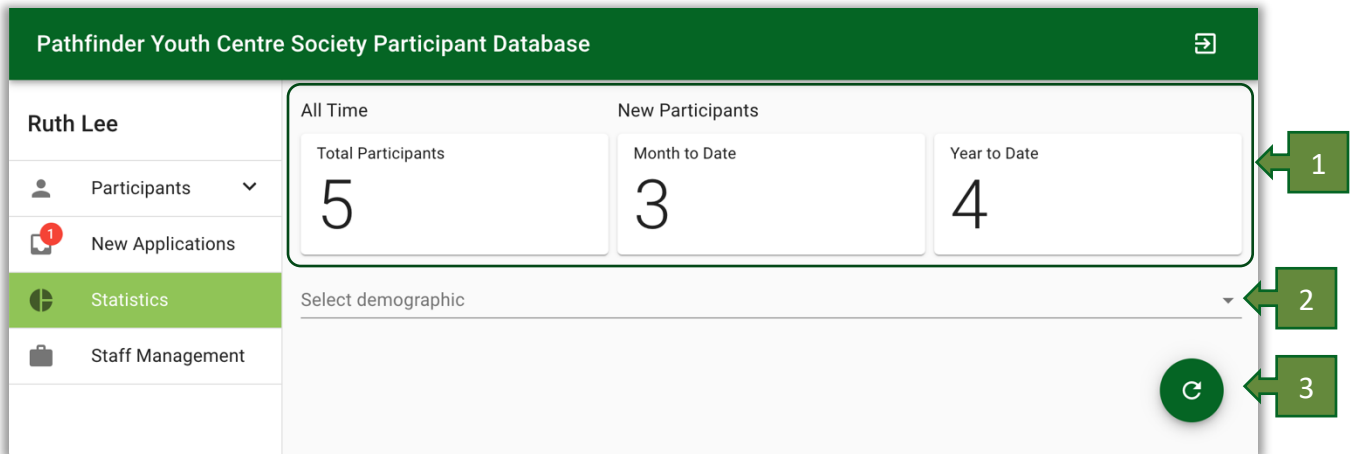 Pathfinder Youth Centre Society Participant Database
Ruth Lee
Participants
1
New Applications
Statistics
Staff Management
All Time
New Participants
Total Participants
5
Month to Date
3
Year to Date
4
Select demographic
1
2
3